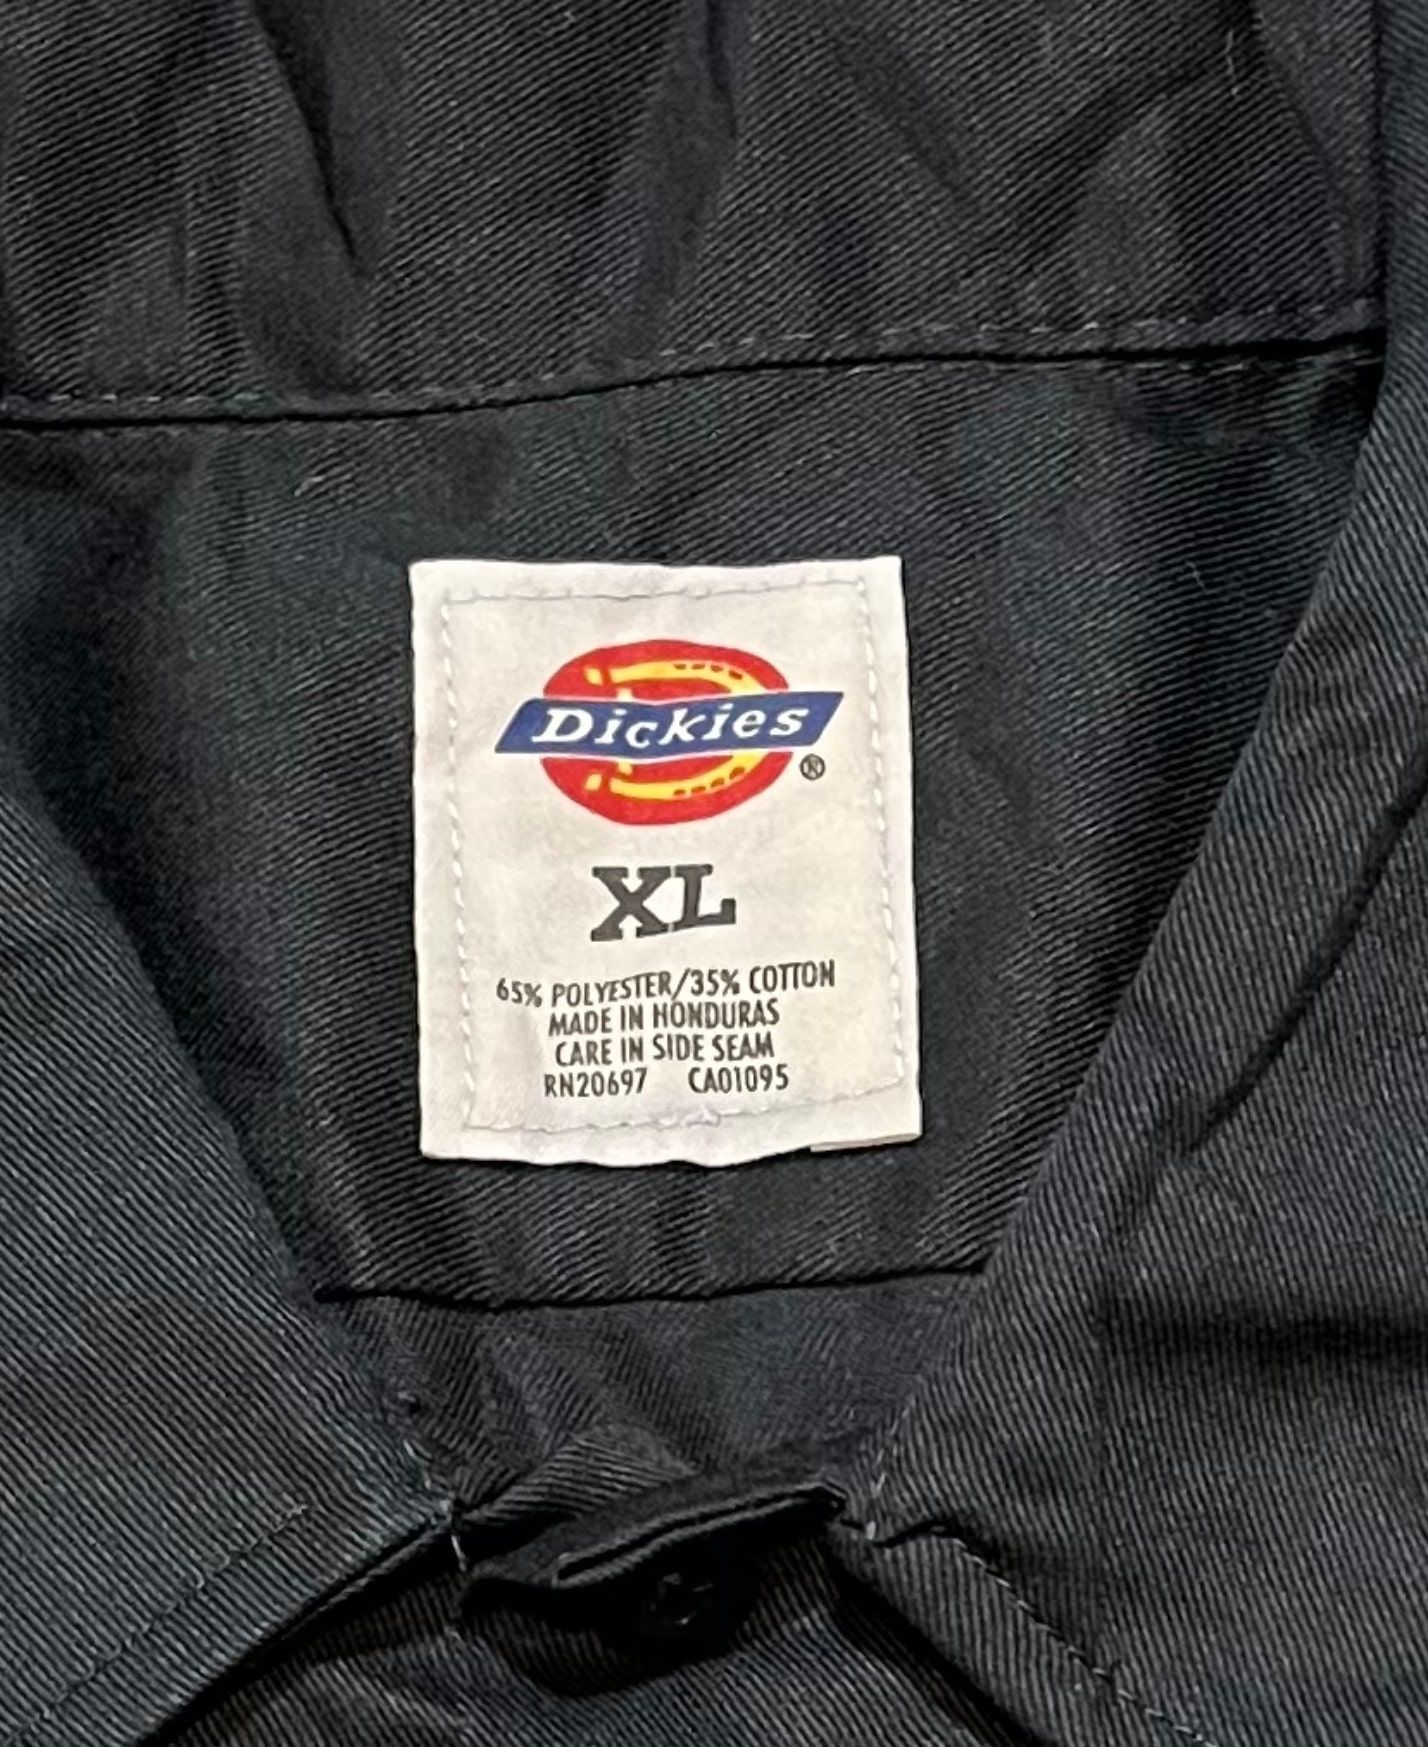 Dickies
®
XL
65% POLYESTER/35% COTTON
MADE IN HONDURAS
CARE IN SIDE SEAM
RN20697 CA01095